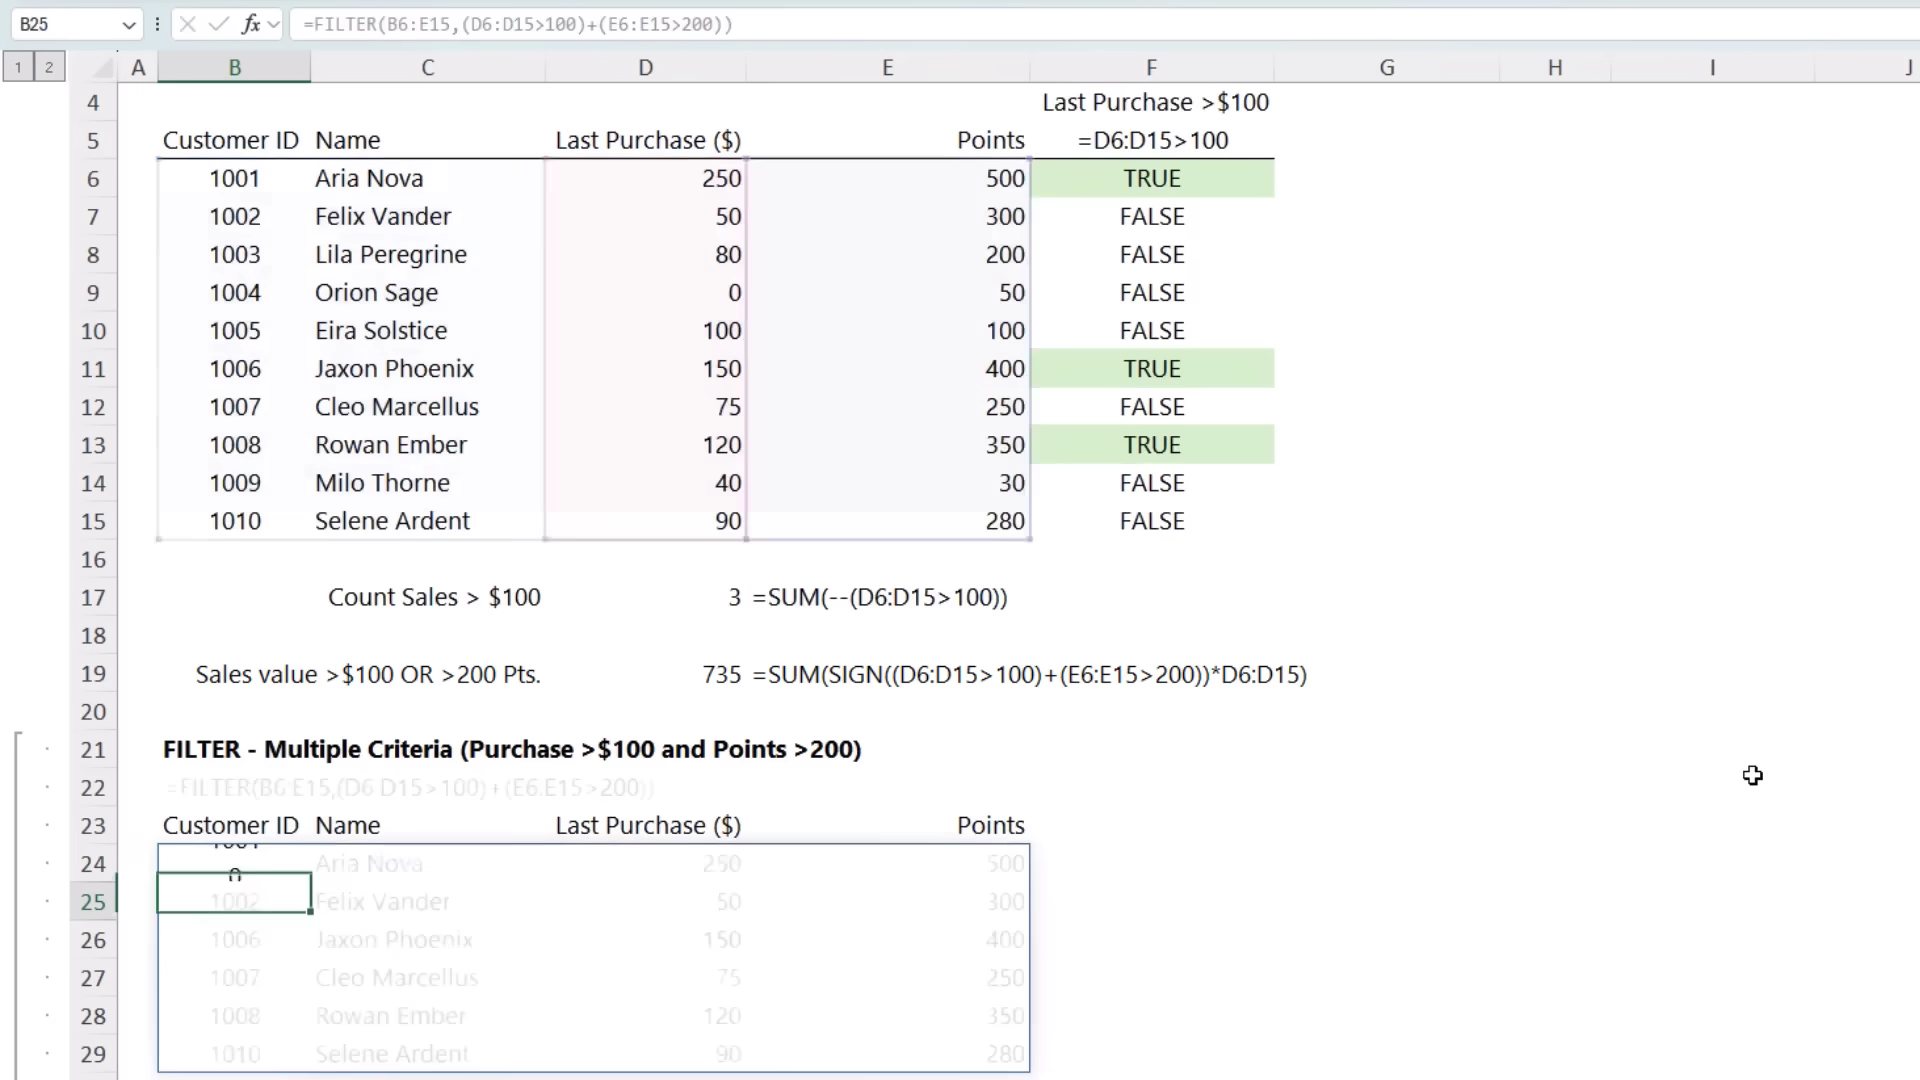 B25 fx =FILTER(B6:E15,(D6:D15>100)+(E6:E15>200))
1 2 A B C D E F G H I J
4 Last Purchase >$100
5 Customer ID Name Last Purchase ($) Points =D6:D15>100
6 1001 Aria Nova 250 500 TRUE
7 1002 Felix Vander 50 300 FALSE
8 1003 Lila Peregrine 80 200 FALSE
9 1004 Orion Sage 0 50 FALSE
10 1005 Eira Solstice 100 100 FALSE
11 1006 Jaxon Phoenix 150 400 TRUE
12 1007 Cleo Marcellus 75 250 FALSE
13 1008 Rowan Ember 120 350 TRUE
14 1009 Milo Thorne 40 30 FALSE
15 1010 Selene Ardent 90 280 FALSE
16
17 Count Sales > $100 3 =SUM(--(D6:D15>100))
18
19 Sales value >$100 OR >200 Pts. 735 =SUM(SIGN((D6:D15>100)+(E6:E15>200))*D6:D15)
20
21 FILTER - Multiple Criteria (Purchase >$100 and Points >200)
22 =FILTER(B6:E15,(D6:D15>100)+(E6:E15>200))
23 Customer ID Name Last Purchase ($) Points
24 Aria Nova 250 500
25 1002 Felix Vander 50 300
26 1006 Jaxon Phoenix 150 400
27 1007 Cleo Marcellus 75 250
28 1008 Rowan Ember 120 350
29 1010 Selene Ardent 90 280